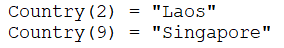 Country(2) = "Laos"
Country(9) = "Singapore"